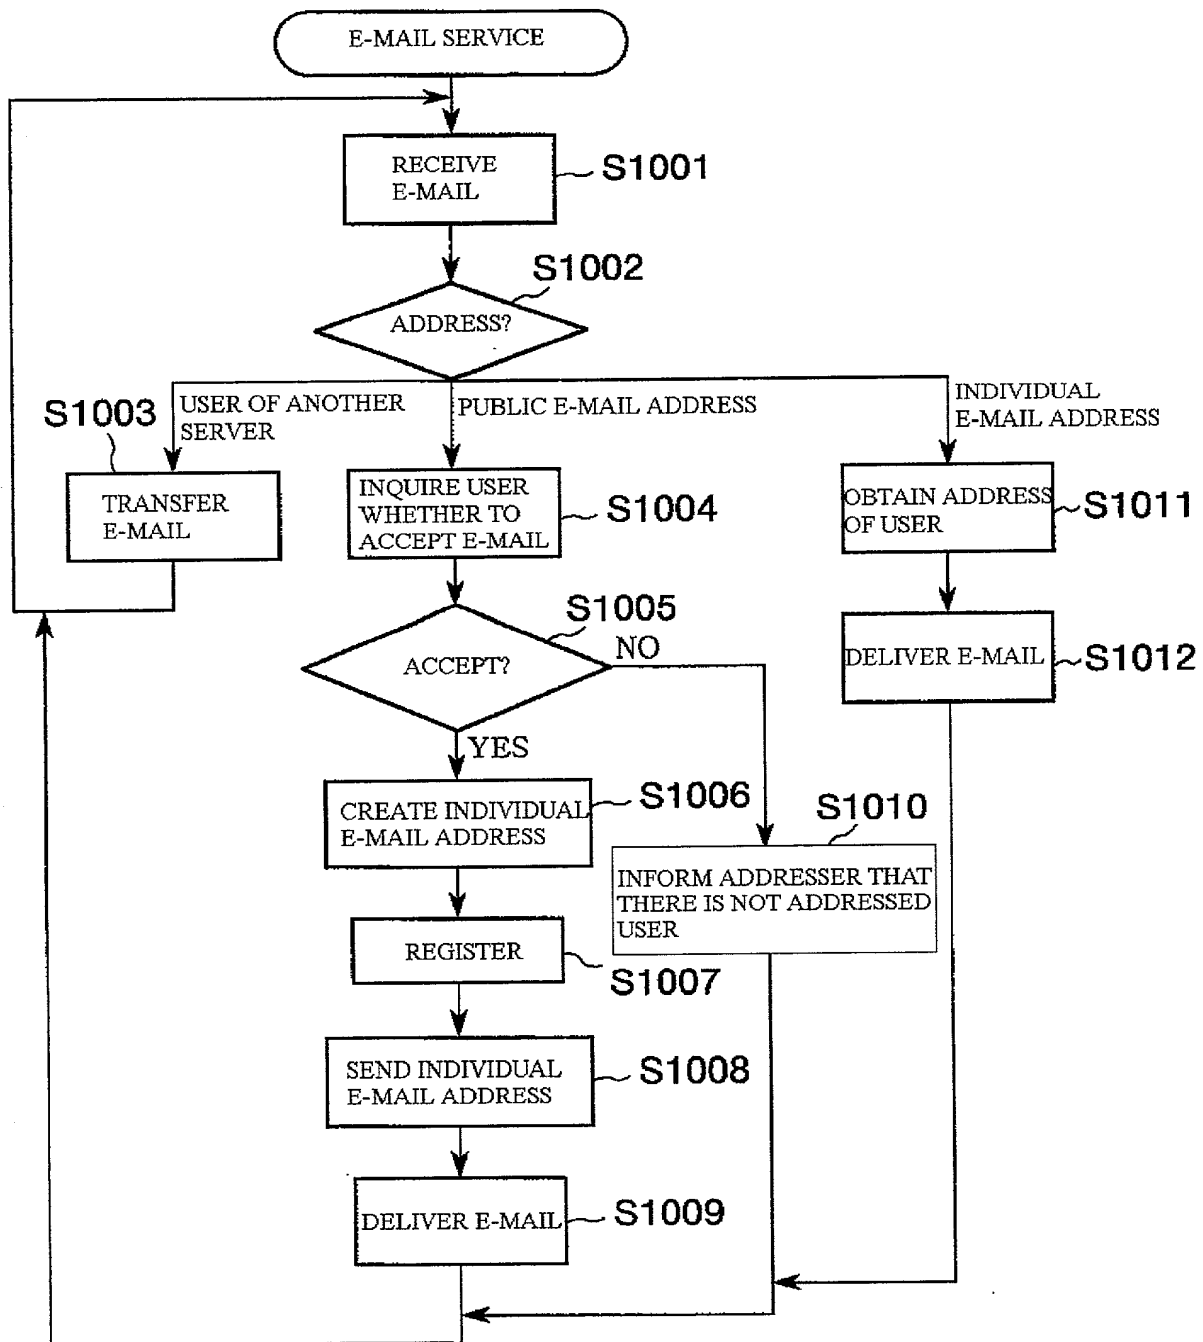 E-MAIL SERVICE
RECEIVE
E-MAIL
S1001
S1002
ADDRESS?
S1003
USER OF ANOTHER
SERVER
PUBLIC E-MAIL ADDRESS
INDIVIDUAL
E-MAIL ADDRESS
TRANSFER
E-MAIL
INQUIRE USER
WHETHER TO
ACCEPT E-MAIL
S1004
OBTAIN ADDRESS
OF USER
S1011
S1005
ACCEPT?
NO
DELIVER E-MAIL
S1012
YES
CREATE INDIVIDUAL
E-MAIL ADDRESS
S1006
S1010
INFORM ADDRESSER THAT
THERE IS NOT ADDRESSED
USER
REGISTER
S1007
SEND INDIVIDUAL
E-MAIL ADDRESS
S1008
DELIVER E-MAIL
S1009